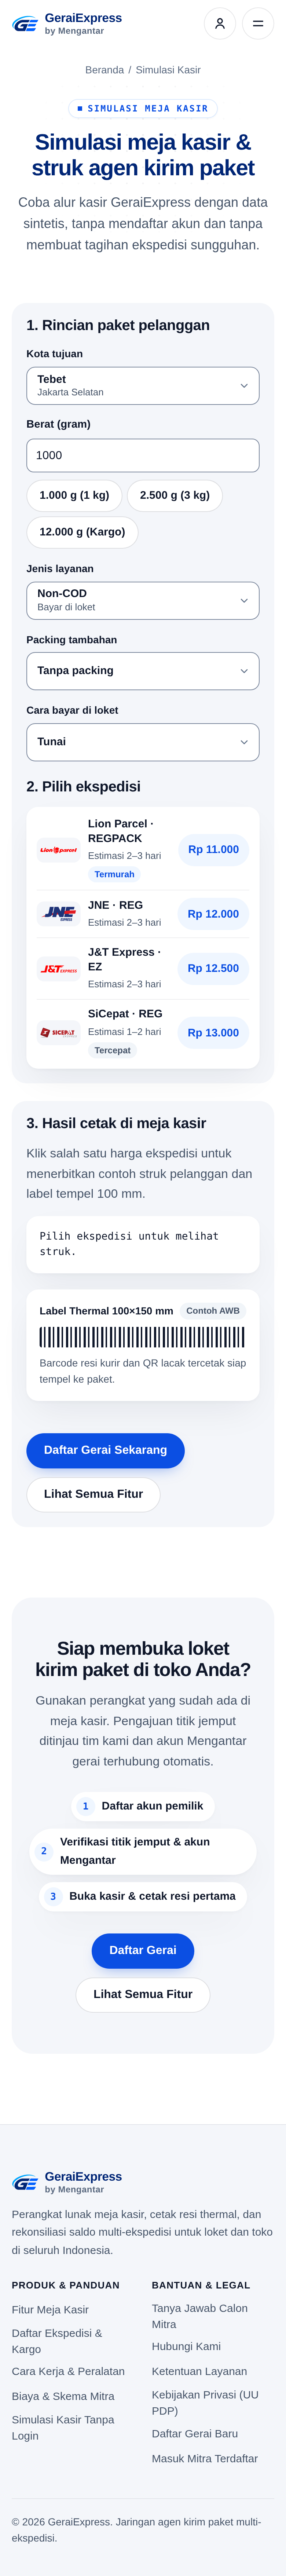 GeraiExpress
by Mengantar
Beranda / Simulasi Kasir
SIMULASI MEJA KASIR
Simulasi meja kasir &
struk agen kirim paket
Coba alur kasir GeraiExpress dengan data
sintetis, tanpa mendaftar akun dan tanpa
membuat tagihan ekspedisi sungguhan.
1. Rincian paket pelanggan
Kota tujuan
Tebet
Jakarta Selatan
Berat (gram)
1000
1.000 g (1 kg)
2.500 g (3 kg)
12.000 g (Kargo)
Jenis layanan
Non-COD
Bayar di loket
Packing tambahan
Tanpa packing
Cara bayar di loket
Tunai
2. Pilih ekspedisi
Lion parcel
Lion Parcel ·
REGPACK
Estimasi 2–3 hari
Termurah
Rp 11.000
JNE EXPRESS
JNE · REG
Estimasi 2–3 hari
Rp 12.000
J&T EXPRESS
J&T Express ·
EZ
Estimasi 2–3 hari
Rp 12.500
SICEPAT
SiCepat · REG
Estimasi 1–2 hari
Tercepat
Rp 13.000
3. Hasil cetak di meja kasir
Klik salah satu harga ekspedisi untuk
menerbitkan contoh struk pelanggan dan
label tempel 100 mm.
Pilih ekspedisi untuk melihat
struk.
Label Thermal 100×150 mm
Contoh AWB
Barcode resi kurir dan QR lacak tercetak siap
tempel ke paket.
Daftar Gerai Sekarang
Lihat Semua Fitur
Siap membuka loket
kirim paket di toko Anda?
Gunakan perangkat yang sudah ada di
meja kasir. Pengajuan titik jemput
ditinjau tim kami dan akun Mengantar
gerai terhubung otomatis.
1 Daftar akun pemilik
2 Verifikasi titik jemput & akun
Mengantar
3 Buka kasir & cetak resi pertama
Daftar Gerai
Lihat Semua Fitur
GeraiExpress
by Mengantar
Perangkat lunak meja kasir, cetak resi thermal, dan
rekonsiliasi saldo multi-ekspedisi untuk loket dan toko
di seluruh Indonesia.
PRODUK & PANDUAN
Fitur Meja Kasir
Daftar Ekspedisi &
Kargo
Cara Kerja & Peralatan
Biaya & Skema Mitra
Simulasi Kasir Tanpa
Login
BANTUAN & LEGAL
Tanya Jawab Calon
Mitra
Hubungi Kami
Ketentuan Layanan
Kebijakan Privasi (UU
PDP)
Daftar Gerai Baru
Masuk Mitra Terdaftar
© 2026 GeraiExpress. Jaringan agen kirim paket multi-
ekspedisi.